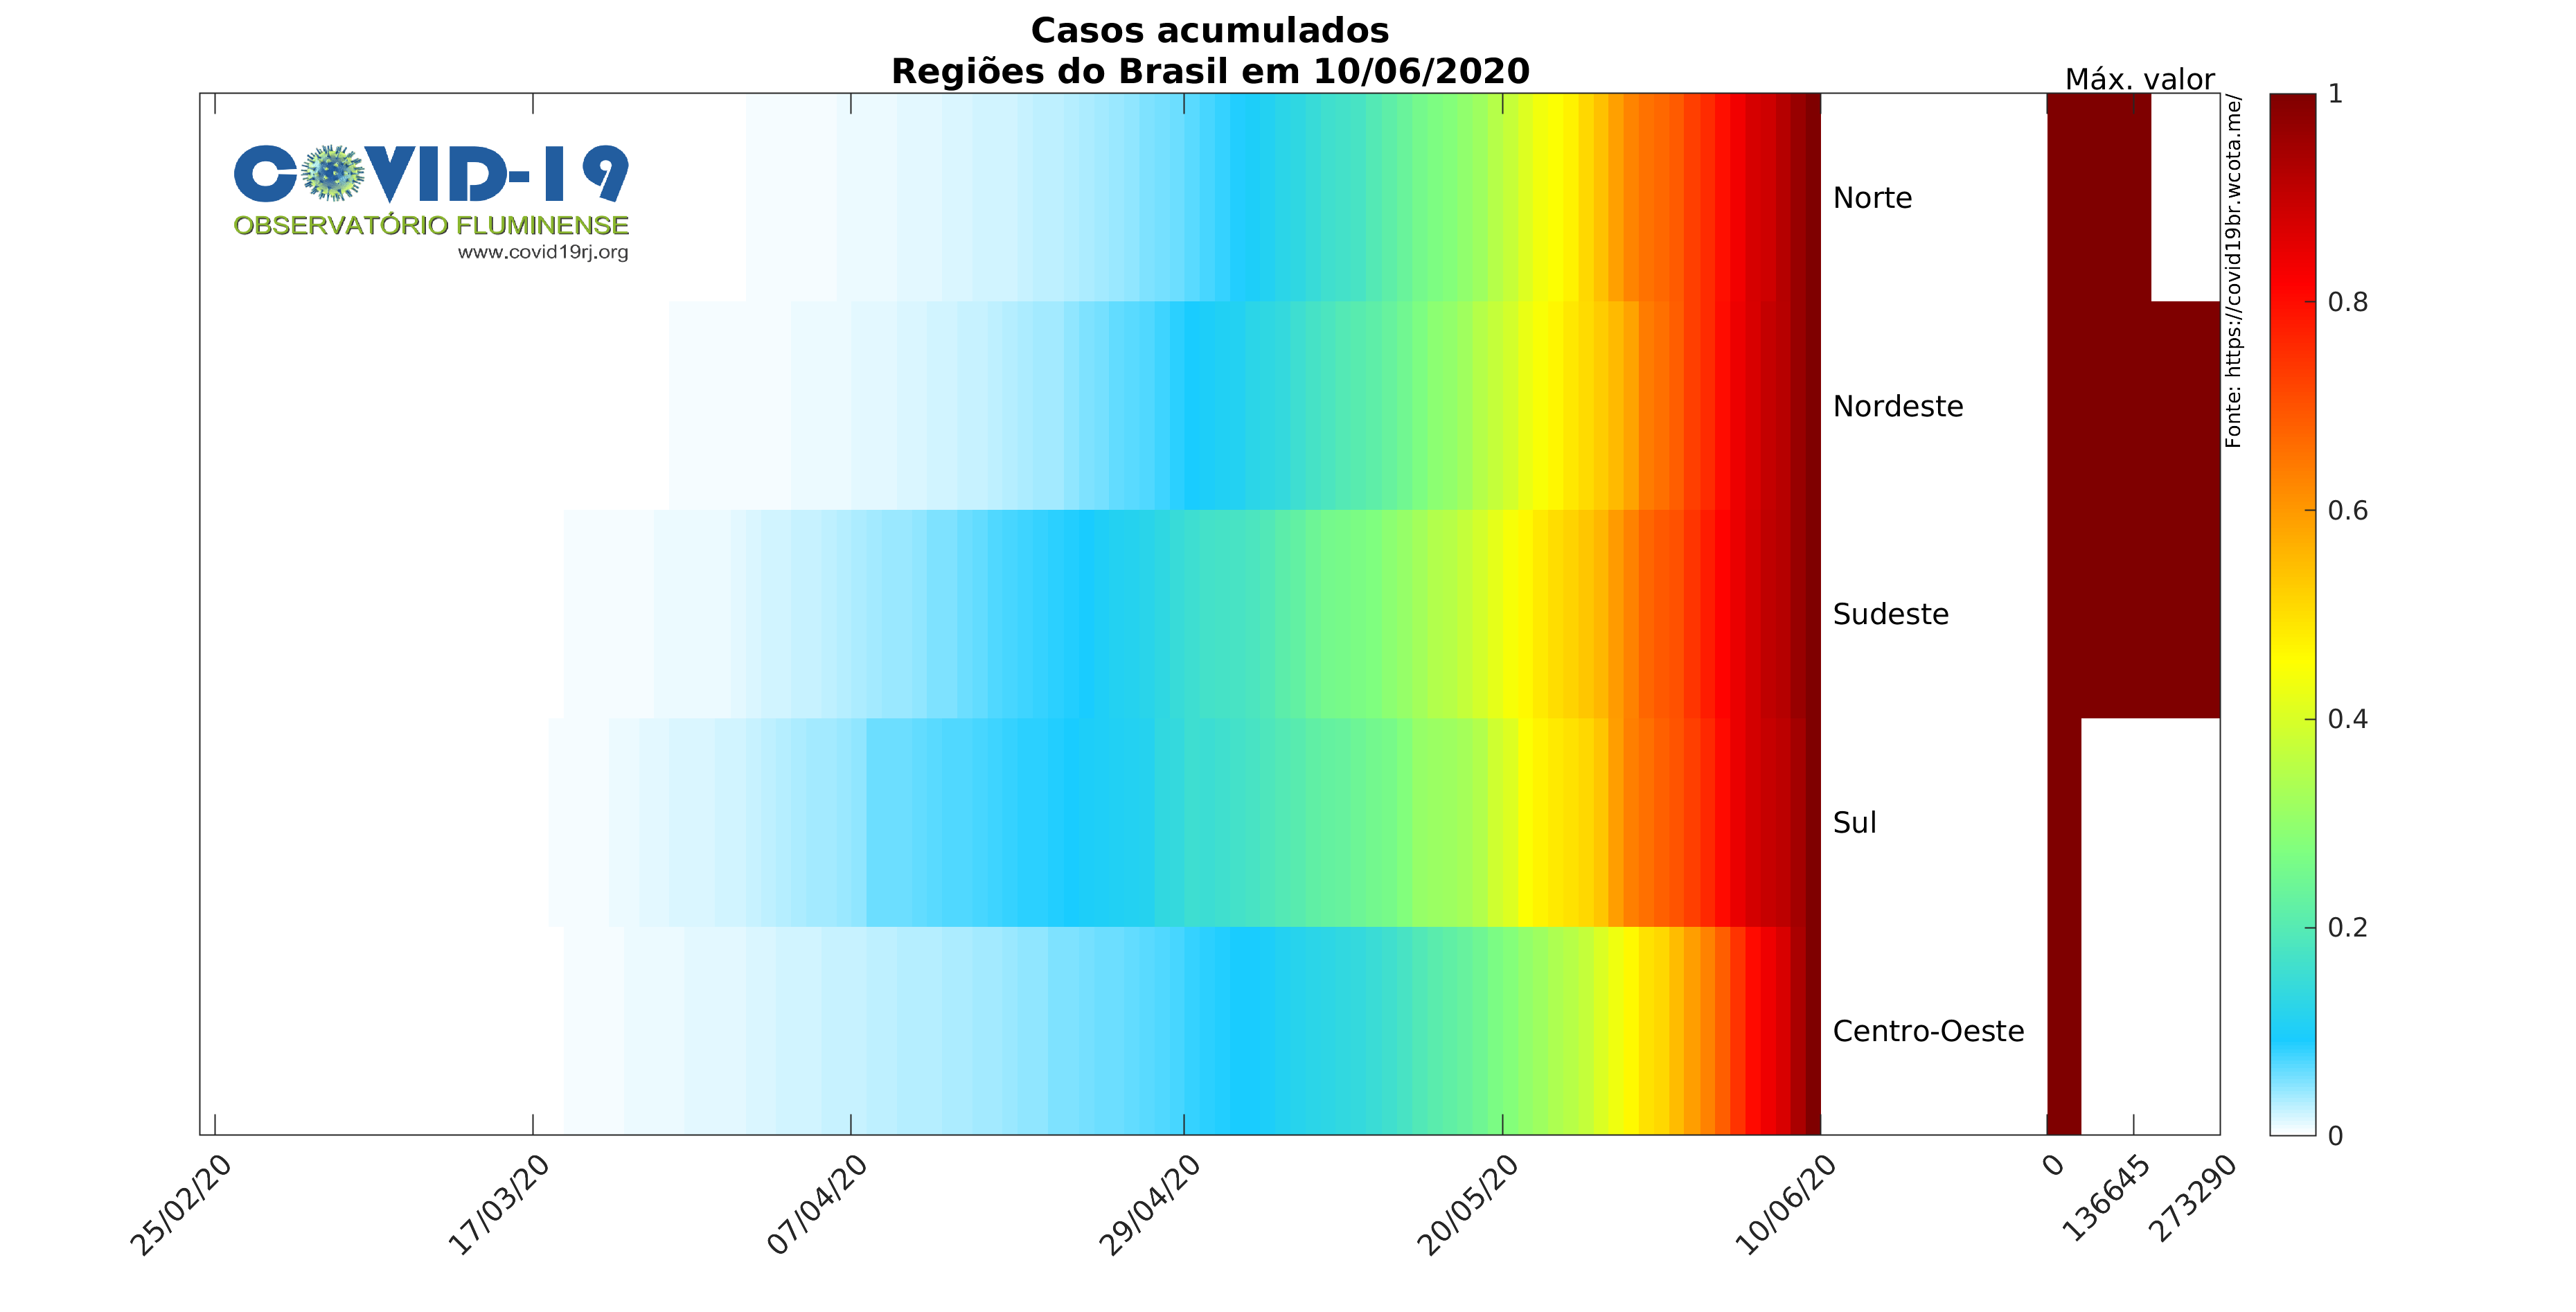 Casos acumulados
Regiões do Brasil em 10/06/2020
Máx. valor
COVID-19
OBSERVATÓRIO FLUMINENSE
www.covid19rj.org
Norte
Nordeste
Sudeste
Sul
Centro-Oeste
Fonte: https://covid19br.wcota.me/
1
0.8
0.6
0.4
0.2
0
25/02/20
17/03/20
07/04/20
29/04/20
20/05/20
10/06/20
0
136645
273290